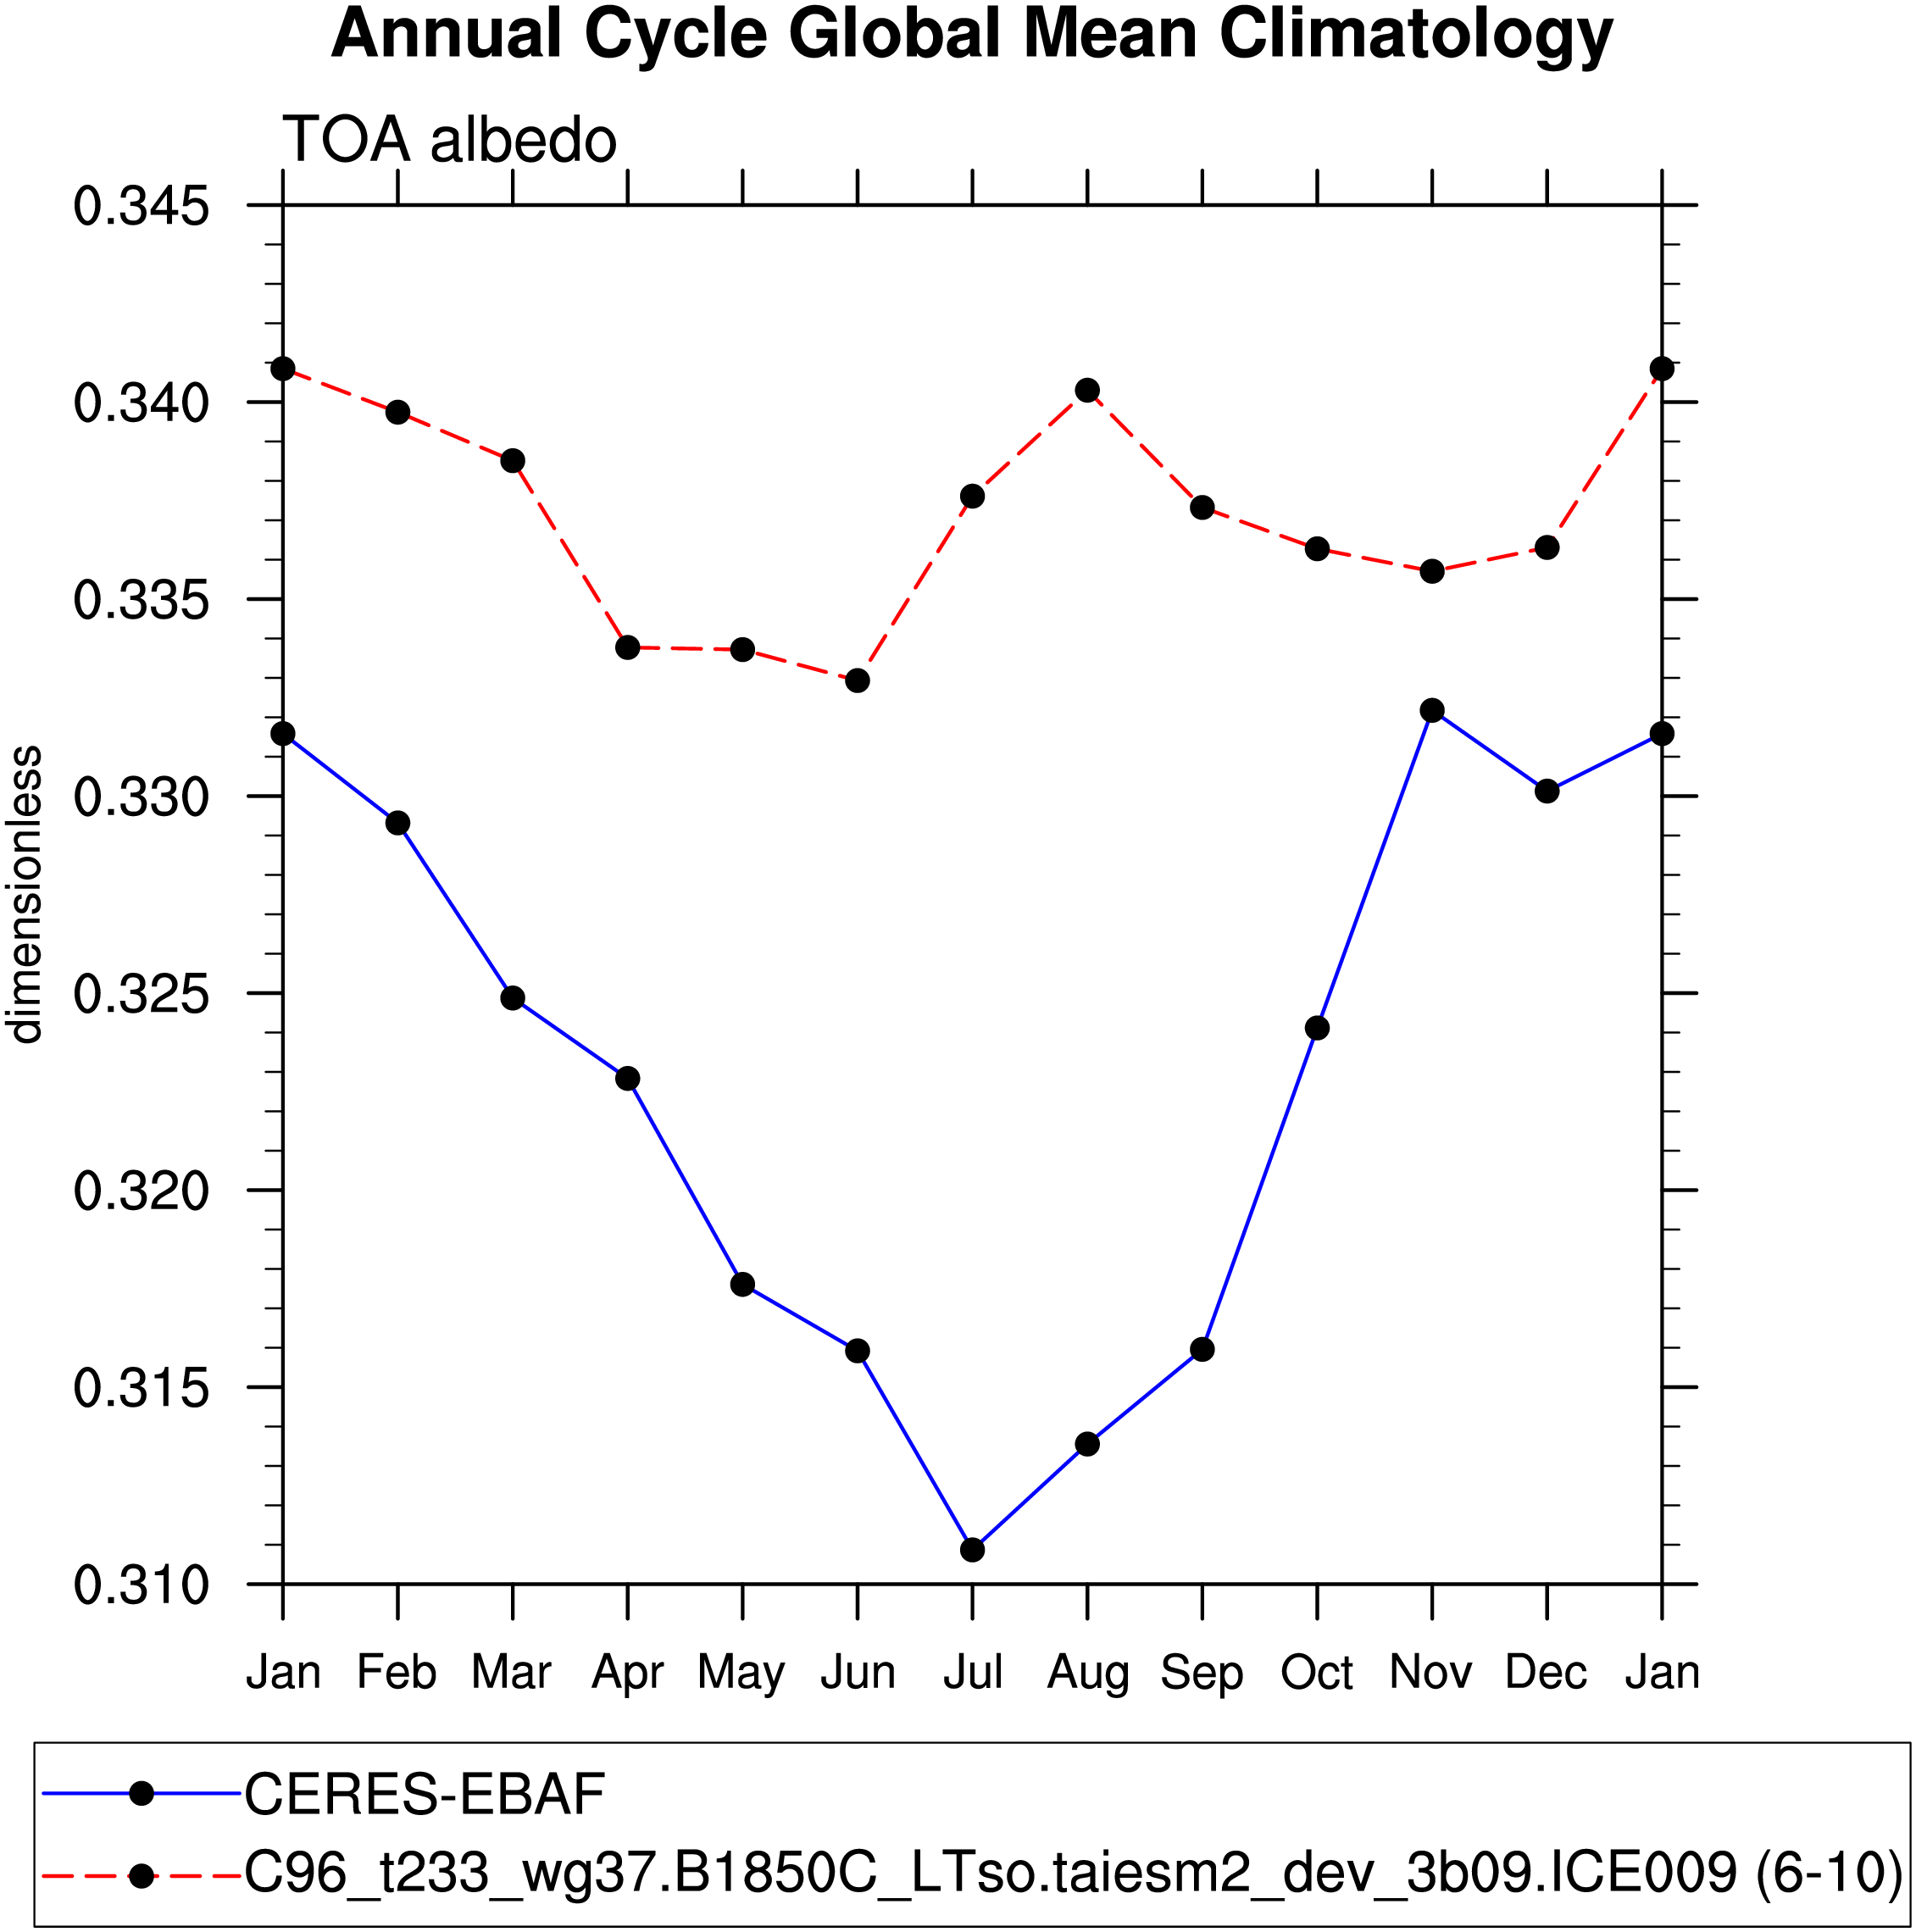 Annual Cycle Global Mean Climatology
TOA albedo
0.345
0.340
0.335
0.330
0.325
0.320
0.315
0.310
dimensionless
Jan Feb Mar Apr May Jun Jul Aug Sep Oct Nov Dec Jan
CERES-EBAF
C96_t233_wg37.B1850C_LTso.taiesm2_dev_3b09.ICE009 (6-10)